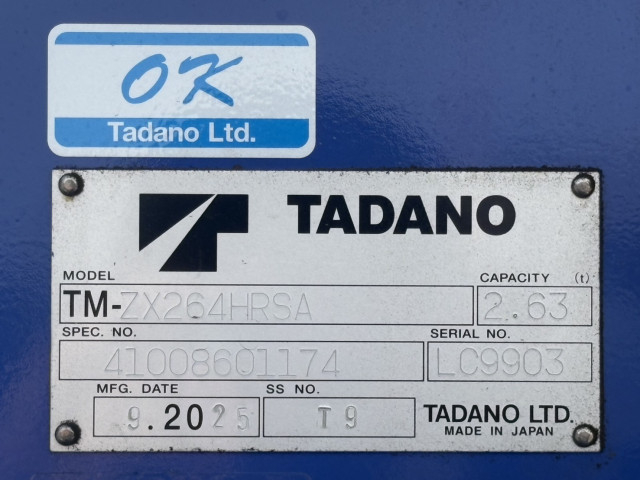 OK
Tadano Ltd.
TADANO
MODEL CAPACITY (t)
TM-ZX264HRSA 2.63
SPEC. NO. SERIAL NO.
41008601174 LC9903
MFG. DATE SS NO.
9.2025 T9 TADANO LTD.
MADE IN JAPAN